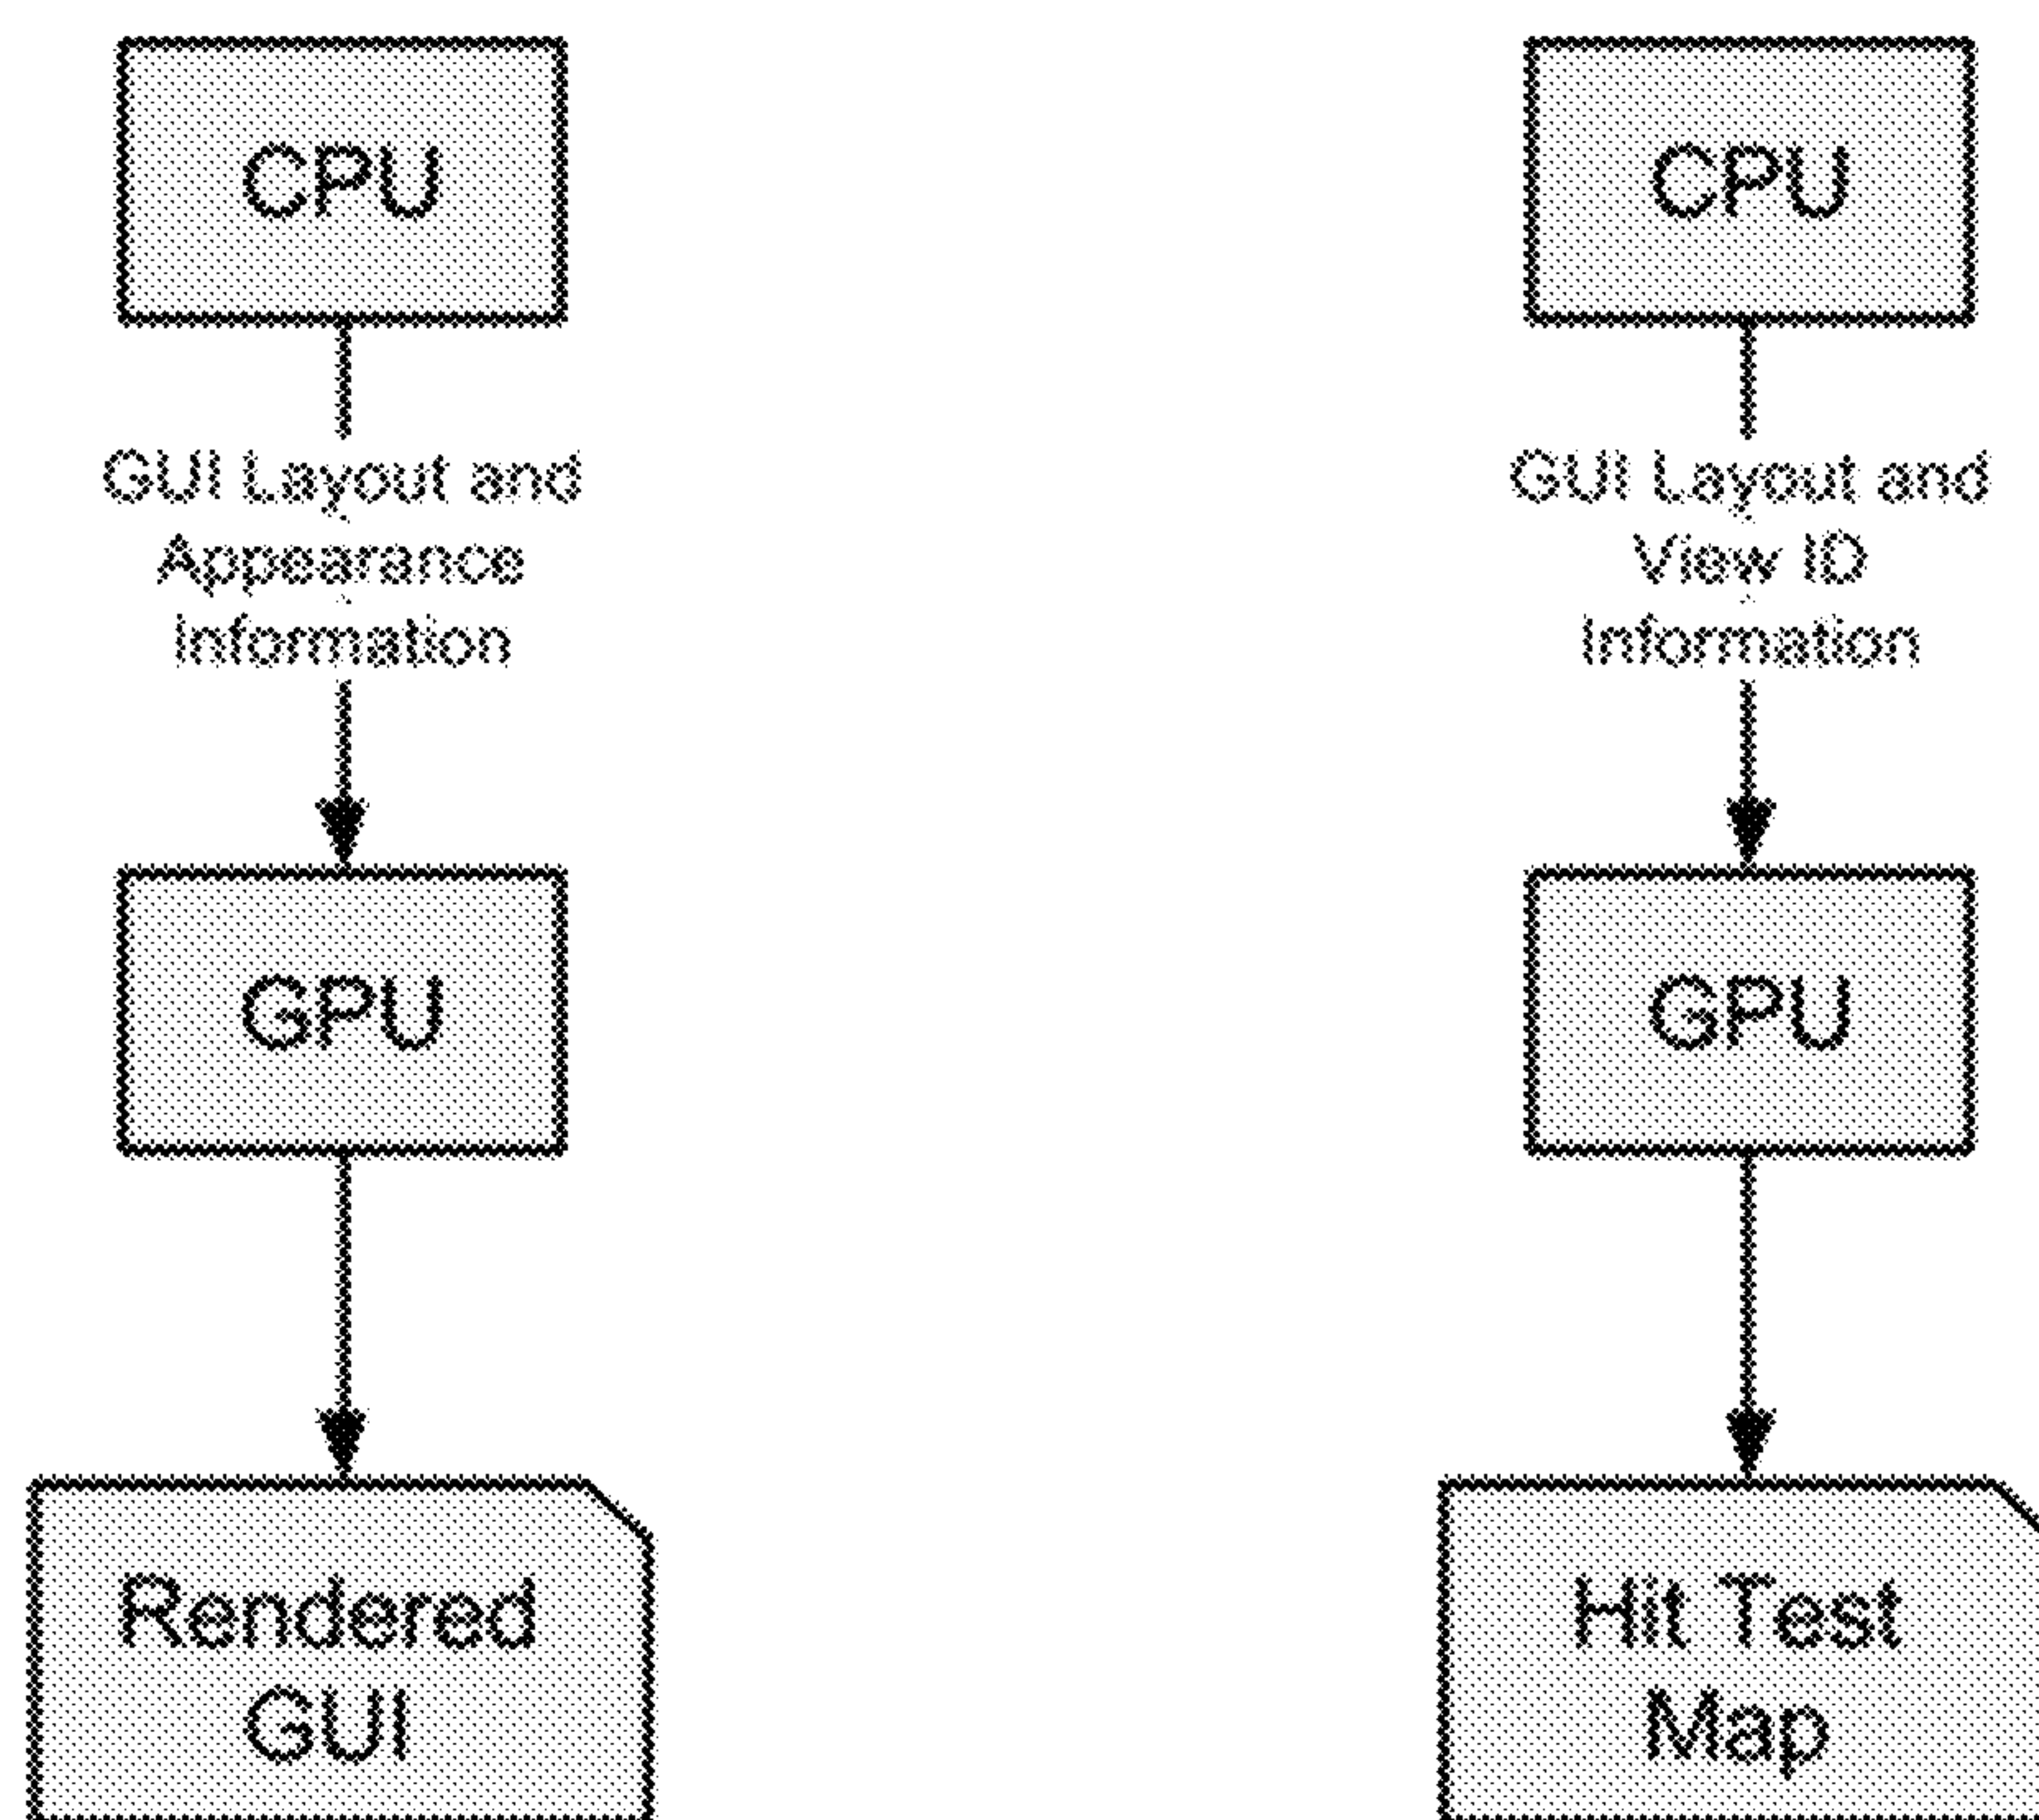 CPU
GUI Layout and
Appearance
Information
GPU
Rendered
GUI
CPU
GUI Layout and
View ID
Information
GPU
Hit Test
Map